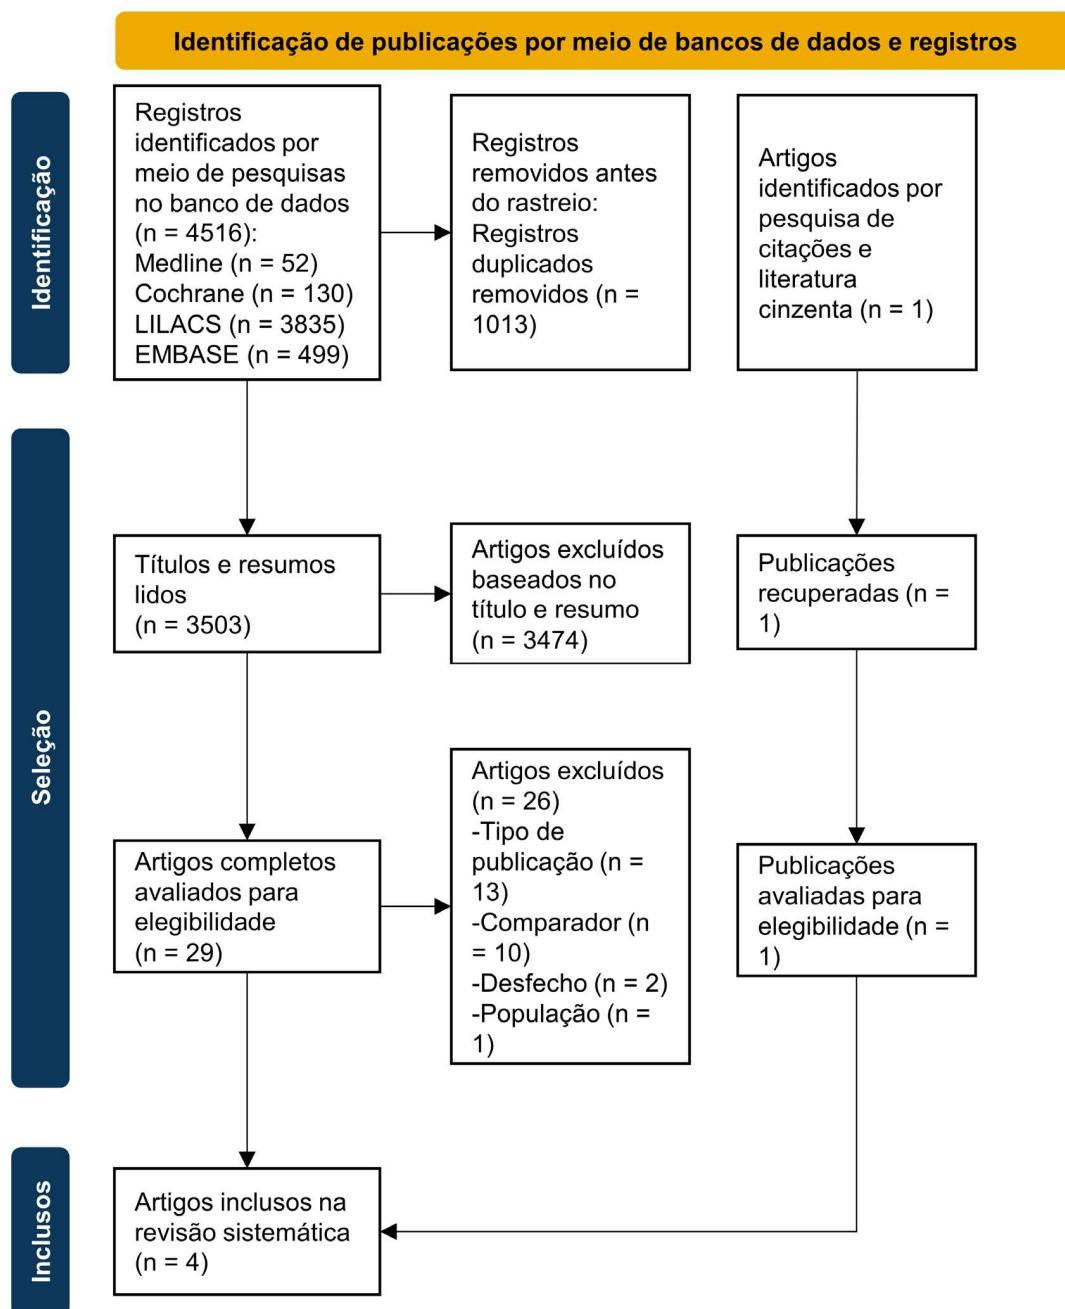 Identificação de publicações por meio de bancos de dados e registros
Identificação
Registros
identificados por
meio de pesquisas
no banco de dados
(n = 4516):
Medline (n = 52)
Cochrane (n = 130)
LILACS (n = 3835)
EMBASE (n = 499)
Registros
removidos antes
do rastreio:
Registros
duplicados
removidos (n =
1013)
Artigos
identificados por
pesquisa de
citações e
literatura
cinzenta (n = 1)
Seleção
Títulos e resumos
lidos
(n = 3503)
Artigos excluídos
baseados no
título e resumo
(n = 3474)
Publicações
recuperadas (n =
1)
Artigos completos
avaliados para
elegibilidade
(n = 29)
Artigos excluídos
(n = 26)
-Tipo de
publicação (n =
13)
-Comparador (n
= 10)
-Desfecho (n = 2)
-População (n =
1)
Publicações
avaliadas para
elegibilidade (n =
1)
Inclusos
Artigos inclusos na
revisão sistemática
(n = 4)